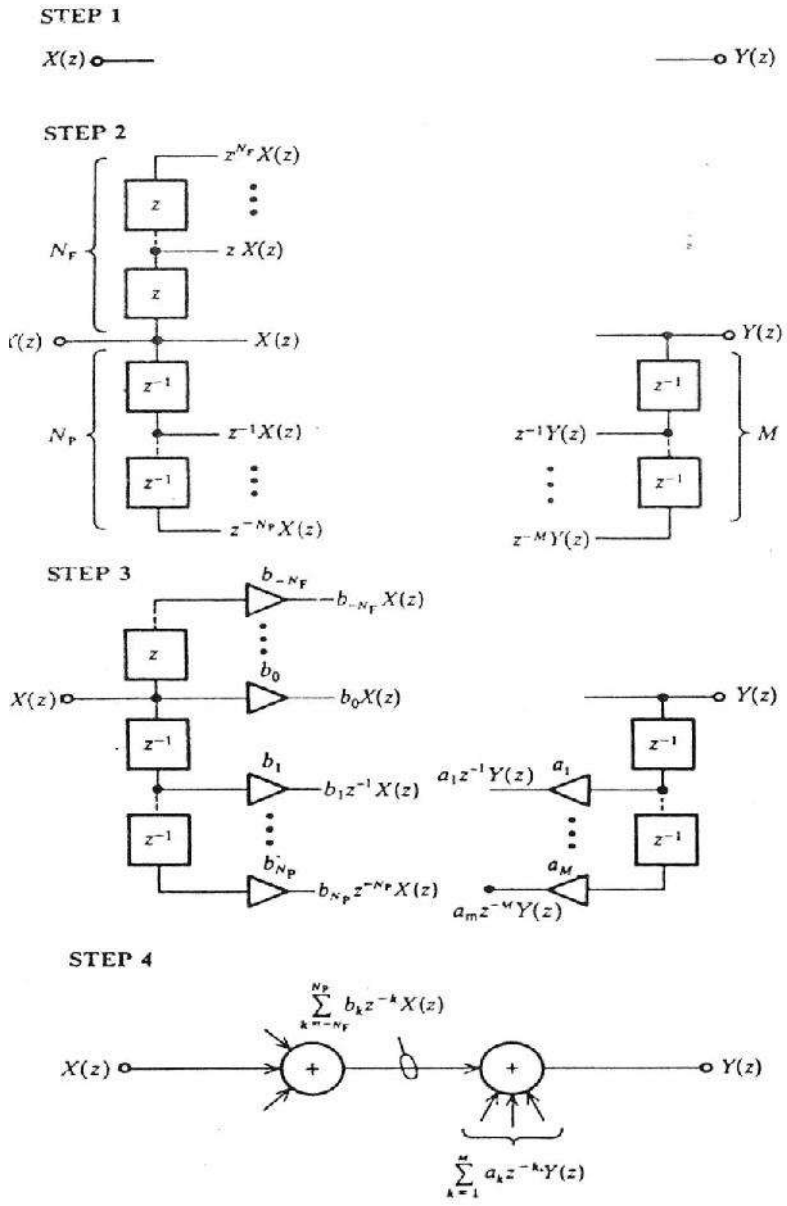 STEP 1
X(z) Y(z)
STEP 2
z^{N_F} X(z)
z
N_F
z X(z)
z
(z) X(z) Y(z)
z^{-1} z^{-1}
N_P z^{-1}X(z) z^{-1}Y(z) M
z^{-1} z^{-1}
z^{-N_P} X(z) z^{-M}Y(z)
STEP 3
b_{-N_F}
b_{-N_F} X(z)
z
b_0
X(z) b_0X(z) Y(z)
z^{-1} z^{-1}
b_1 a_1
b_1 z^{-1} X(z) a_1 z^{-1} Y(z)
z^{-1} z^{-1}
b_{N_P} a_M
b_{N_P} z^{-N_P} X(z)
a_m z^{-M} Y(z)
STEP 4
\sum_{k=-N_F}^{N_P} b_k z^{-k} X(z)
X(z) + + Y(z)
\sum_{k=1}^{M} a_k z^{-k} Y(z)